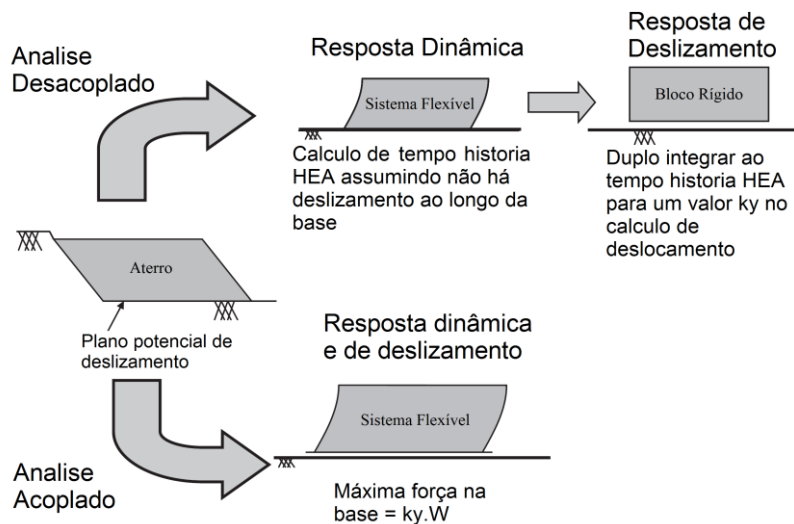 Analise
Desacoplado
Resposta Dinâmica
Sistema Flexível
Calculo de tempo historia
HEA assumindo não há
deslizamento ao longo da
base
Resposta de
Deslizamento
Bloco Rígido
Duplo integrar ao
tempo historia HEA
para um valor ky no
calculo de
deslocamento
Aterro
Plano potencial de
deslizamento
Resposta dinâmica
e de deslizamento
Sistema Flexível
Máxima força na
base = ky.W
Analise
Acoplado